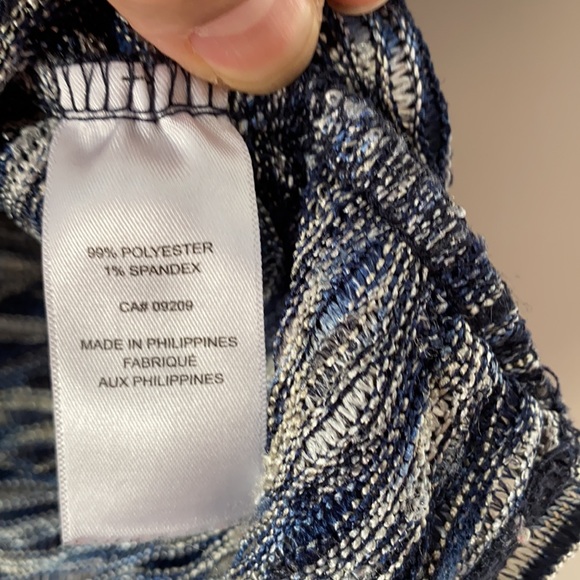 99% POLYESTER
1% SPANDEX
CA# 09209
MADE IN PHILIPPINES
FABRIQUÉ
AUX PHILIPPINES